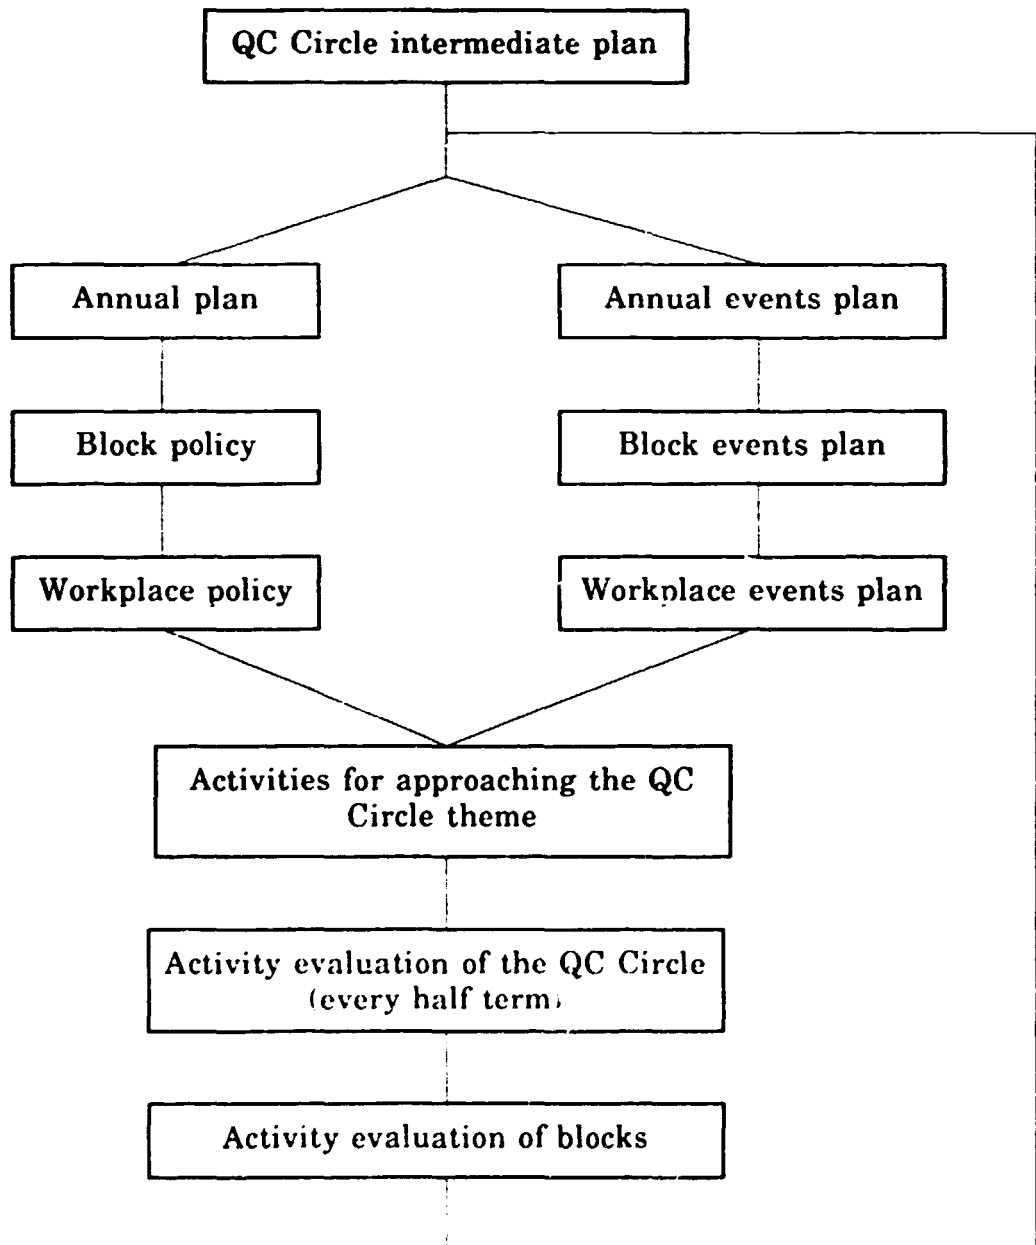 QC Circle intermediate plan
Annual plan
Annual events plan
Block policy
Block events plan
Workplace policy
Workplace events plan
Activities for approaching the QC
Circle theme
Activity evaluation of the QC Circle
(every half term)
Activity evaluation of blocks